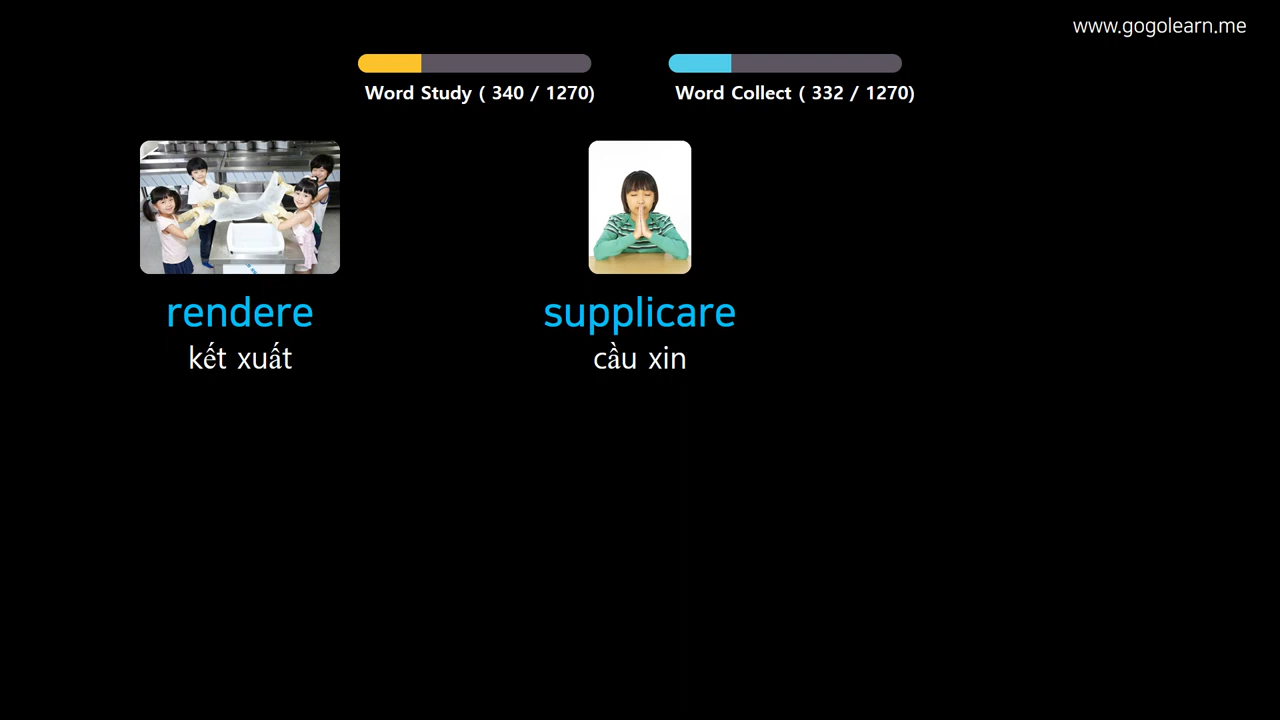 www.gogolearn.me
Word Study ( 340 / 1270)
Word Collect ( 332 / 1270)
rendere
kết xuất
supplicare
cầu xin